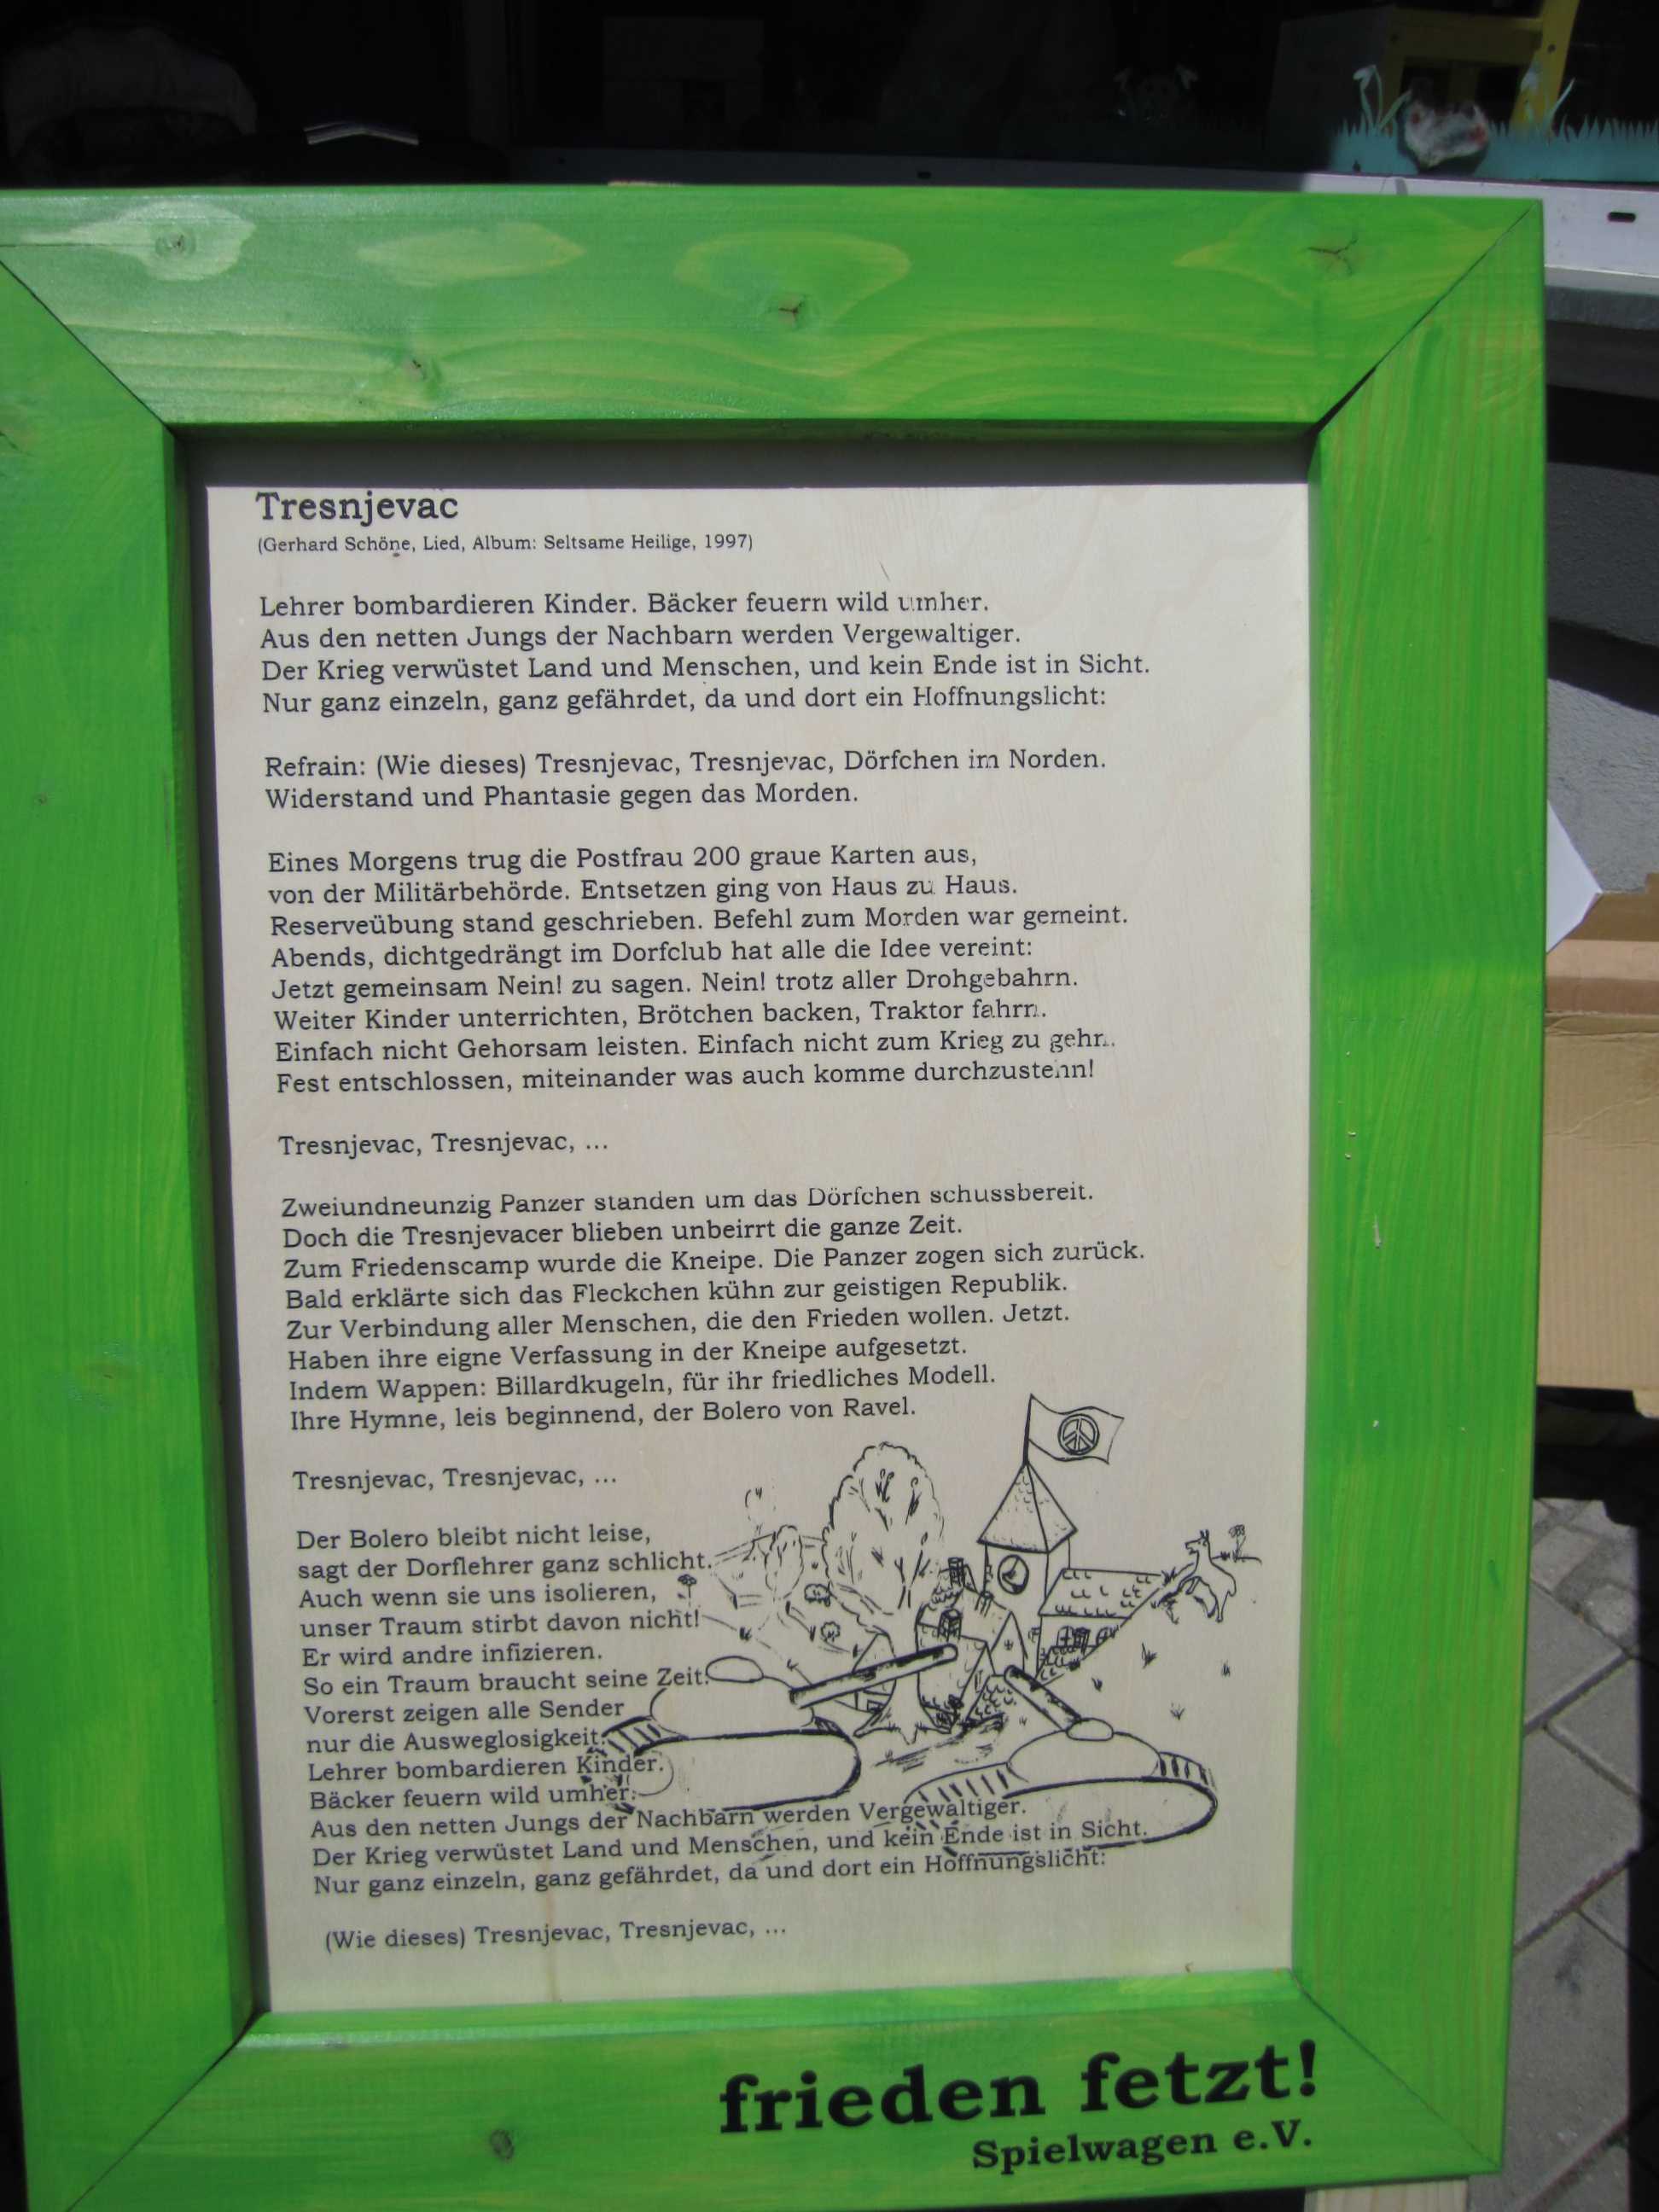 Tresnjevac
(Gerhard Schöne, Lied, Album: Seltsame Heilige, 1997)
Lehrer bombardieren Kinder. Bäcker feuern wild umher.
Aus den netten Jungs der Nachbarn werden Vergewaltiger.
Der Krieg verwüstet Land und Menschen, und kein Ende ist in Sicht.
Nur ganz einzeln, ganz gefährdet, da und dort ein Hoffnungslicht:
Refrain: (Wie dieses) Tresnjevac, Tresnjevac, Dörfchen im Norden.
Widerstand und Phantasie gegen das Morden.
Eines Morgens trug die Postfrau 200 graue Karten aus,
von der Militärbehörde. Entsetzen ging von Haus zu Haus.
Reserveübung stand geschrieben. Befehl zum Morden war gemeint.
Abends, dichtgedrängt im Dorfclub hat alle die Idee vereint:
Jetzt gemeinsam Nein! zu sagen. Nein! trotz aller Drohgebahrn.
Weiter Kinder unterrichten, Brötchen backen, Traktor fahrn.
Einfach nicht Gehorsam leisten. Einfach nicht zum Krieg zu gehn.
Fest entschlossen, miteinander was auch komme durchzustehn!
Tresnjevac, Tresnjevac, ...
Zweiundneunzig Panzer standen um das Dörfchen schussbereit.
Doch die Tresnjevacer blieben unbeirrt die ganze Zeit.
Zum Friedenscamp wurde die Kneipe. Die Panzer zogen sich zurück.
Bald erklärte sich das Fleckchen kühn zur geistigen Republik.
Zur Verbindung aller Menschen, die den Frieden wollen. Jetzt.
Haben ihre eigne Verfassung in der Kneipe aufgesetzt.
Indem Wappen: Billardkugeln, für ihr friedliches Modell.
Ihre Hymne, leis beginnend, der Bolero von Ravel.
Tresnjevac, Tresnjevac, ...
Der Bolero bleibt nicht leise,
sagt der Dorflehrer ganz schlicht.
Auch wenn sie uns isolieren,
unser Traum stirbt davon nicht!
Er wird andre infizieren.
So ein Traum braucht seine Zeit.
Vorerst zeigen alle Sender
nur die Ausweglosigkeit:
Lehrer bombardieren Kinder.
Bäcker feuern wild umher.
Aus den netten Jungs der Nachbarn werden Vergewaltiger.
Der Krieg verwüstet Land und Menschen, und kein Ende ist in Sicht.
Nur ganz einzeln, ganz gefährdet, da und dort ein Hoffnungslicht:
(Wie dieses) Tresnjevac, Tresnjevac, ...
frieden fetzt!
Spielwagen e.V.